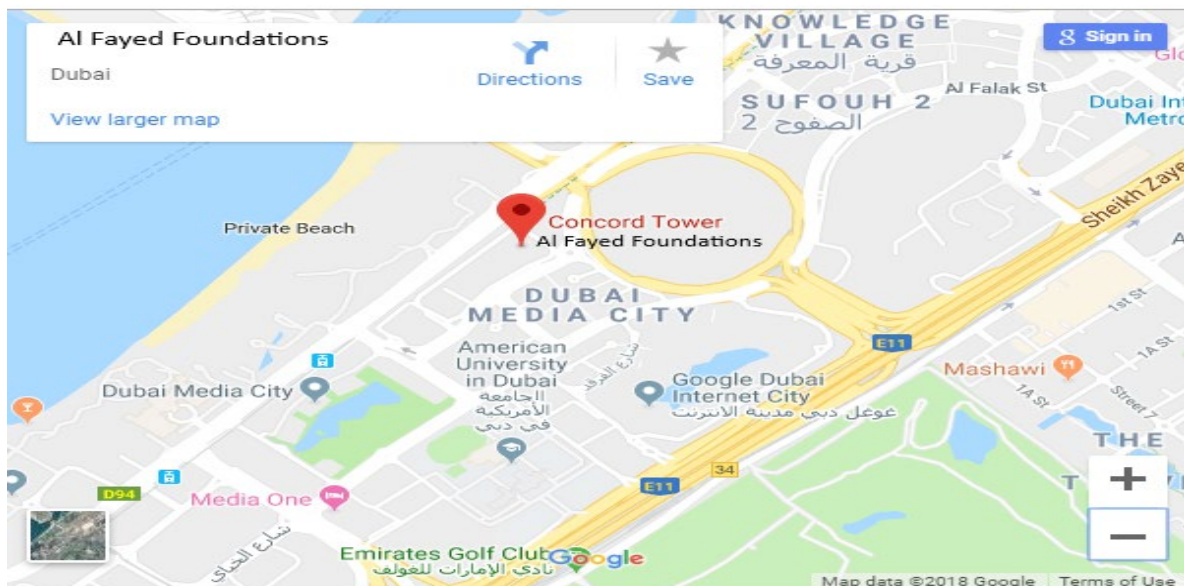 Al Fayed Foundations
Dubai
View larger map
Directions
Save
Sign in
KNOWLEDGE
VILLAGE
قرية المعرفة
SUFOUH 2
الصفوح 2
Al Falak St
Dubai Int
Metro
Sheikh Zaye
Private Beach
Concord Tower
Al Fayed Foundations
DUBAI
MEDIA CITY
American
University
in Dubai
الجامعة
الأمريكية
في دبي
شارع الفرقد
Dubai Media City
Google Dubai
Internet City
غوغل دبي مدينة الانترنت
E11
Mashawi
1st St
1A St
1A St
Street 7
THE
34
E11
D94
Media One
شارع الحباي
Emirates Golf Club
نادي الإمارات للغولف
Google
Map data ©2018 Google
Terms of Use